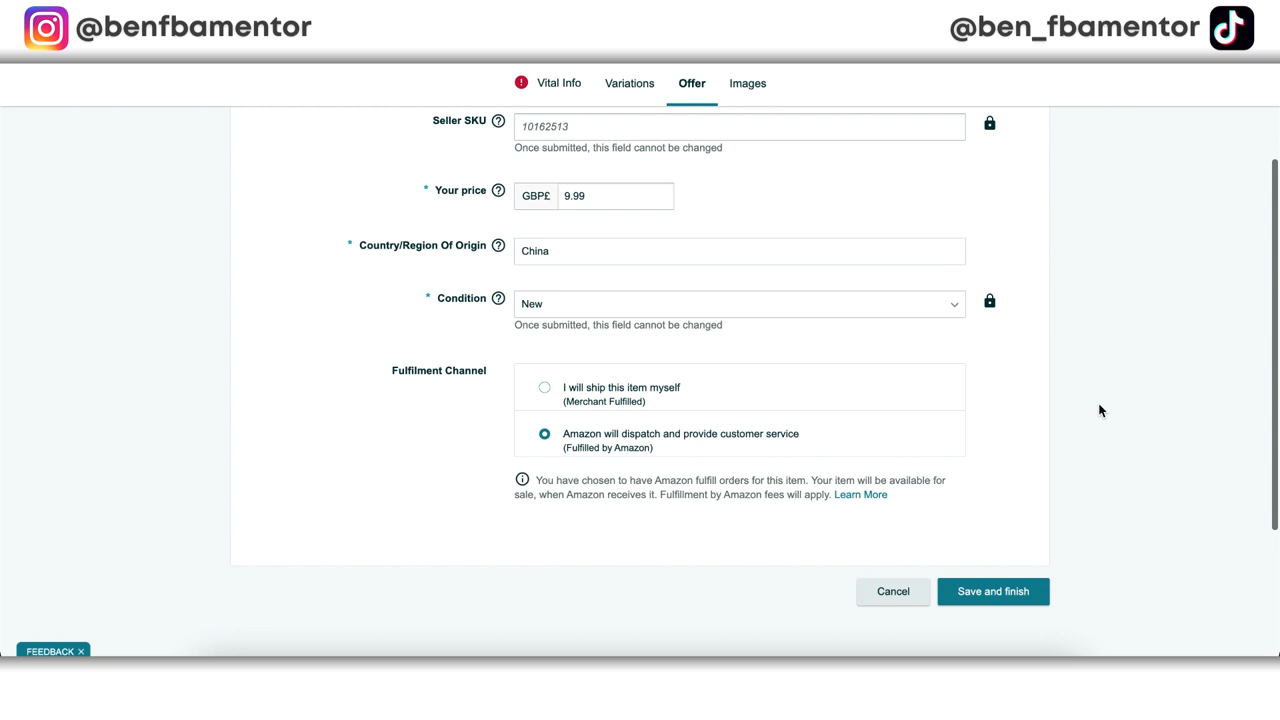 @benfbamentor
@ben_fbamentor
! Vital Info Variations Offer Images
Seller SKU ? 10162513
Once submitted, this field cannot be changed
* Your price ? GBP£ 9.99
* Country/Region Of Origin ? China
* Condition ? New
Once submitted, this field cannot be changed
Fulfilment Channel
I will ship this item myself
(Merchant Fulfilled)
Amazon will dispatch and provide customer service
(Fulfilled by Amazon)
You have chosen to have Amazon fulfill orders for this item. Your item will be available for
sale, when Amazon receives it. Fulfillment by Amazon fees will apply. Learn More
Cancel Save and finish
FEEDBACK ×